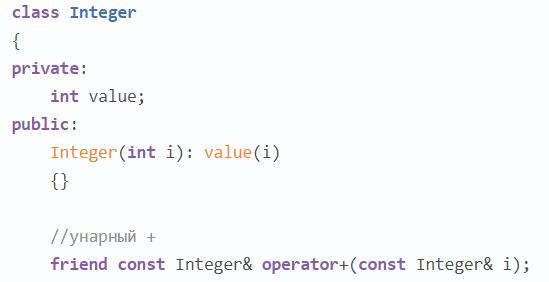 class Integer
{
private:
    int value;
public:
    Integer(int i): value(i)
    {}

    //унарный +
    friend const Integer& operator+(const Integer& i);